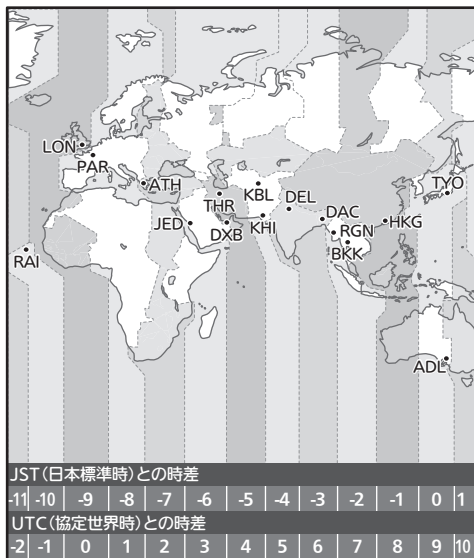 LON
PAR
ATH
KBL
DEL
TYO
THR
DAC
JED
DXB
KHI
RGN
HKG
BKK
RAI
ADL
JST(日本標準時)との時差
-11 -10 -9 -8 -7 -6 -5 -4 -3 -2 -1 0 1
UTC(協定世界時)との時差
-2 -1 0 1 2 3 4 5 6 7 8 9 10